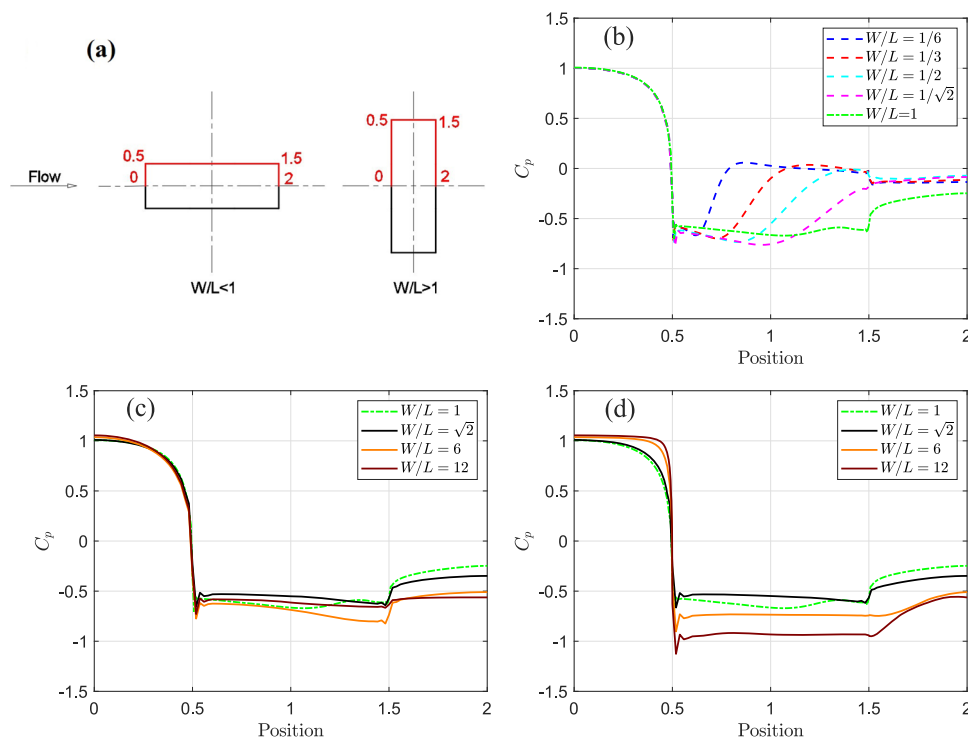 (a)
0.5
1.5
0
2
Flow
W/L<1
0.5
1.5
0
2
W/L>1
(b)
W/L = 1/6
W/L = 1/3
W/L = 1/2
W/L = 1/√2
W/L=1
1.5
1
0.5
0
-0.5
-1
-1.5
C_p
0
0.5
1
1.5
2
Position
(c)
W/L = 1
W/L = √2
W/L = 6
W/L = 12
1.5
1
0.5
0
-0.5
-1
-1.5
C_p
0
0.5
1
1.5
2
Position
(d)
W/L = 1
W/L = √2
W/L = 6
W/L = 12
1.5
1
0.5
0
-0.5
-1
-1.5
C_p
0
0.5
1
1.5
2
Position